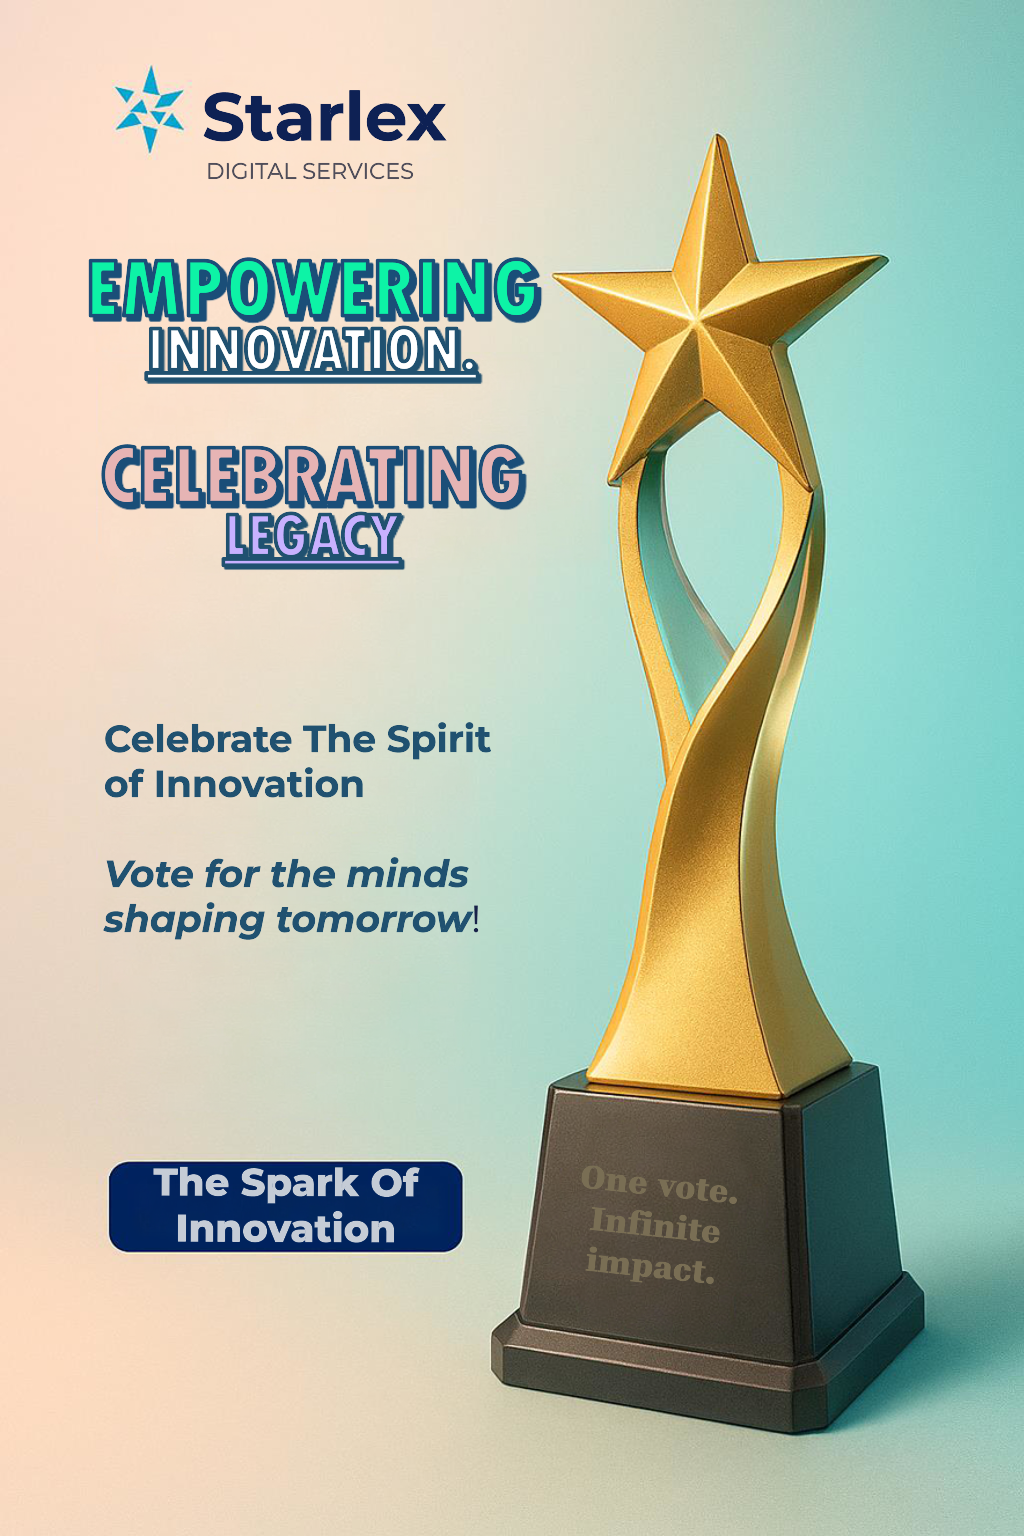 Starlex
DIGITAL SERVICES
EMPOWERING
INNOVATION.
CELEBRATING
LEGACY
Celebrate The Spirit
of Innovation
Vote for the minds
shaping tomorrow!
The Spark Of
Innovation
One vote.
Infinite
impact.